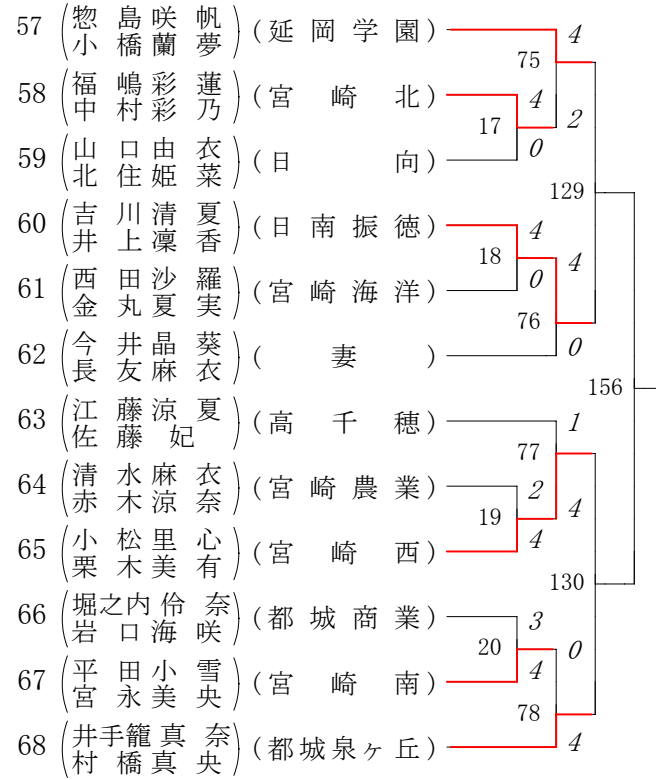 57 (惣島咲帆 小橋蘭夢) (延岡学園) 4
75
58 (福嶋彩蓮 中村彩乃) (宮崎北) 4 2
17
59 (山口由衣 北住姫菜) (日向) 0
129
60 (吉川清夏 井上凜香) (日南振徳) 4
18 4
61 (西田沙羅 金丸夏実) (宮崎海洋) 0
76
62 (今井晶葵 長友麻衣) (妻) 0
156
63 (江藤涼夏 佐藤妃) (高千穂) 1
77
64 (清水麻衣 赤木涼奈) (宮崎農業) 2 4
19
65 (小松里心 栗木美有) (宮崎西) 4
130
66 (堀之内伶奈 岩口海咲) (都城商業) 3
20 0
67 (平田小雪 宮永美央) (宮崎南) 4
78
68 (井手籠真奈 村橋真央) (都城泉ヶ丘) 4